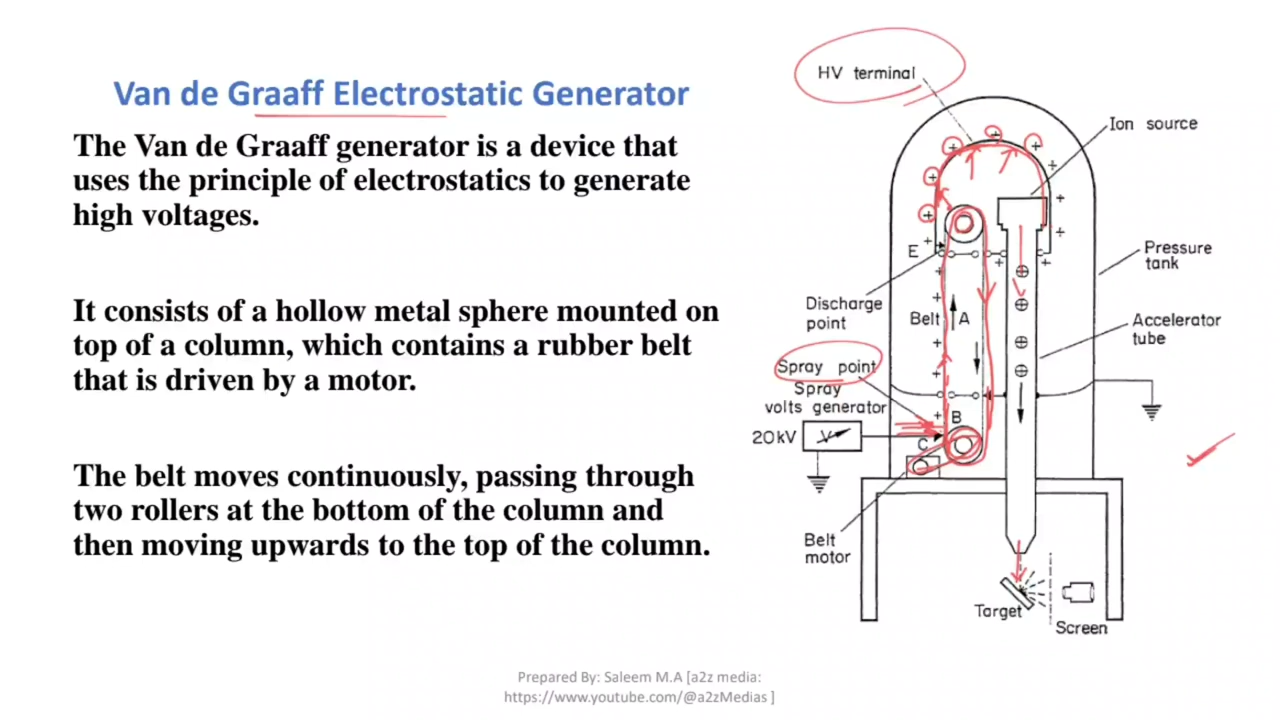 Van de Graaff Electrostatic Generator
The Van de Graaff generator is a device that
uses the principle of electrostatics to generate
high voltages.
It consists of a hollow metal sphere mounted on
top of a column, which contains a rubber belt
that is driven by a motor.
The belt moves continuously, passing through
two rollers at the bottom of the column and
then moving upwards to the top of the column.
HV terminal
Ion source
Pressure
tank
E
Discharge
point
Belt
A
Accelerator
tube
Spray point
Spray
volts generator
B
20kV
V
C
Belt
motor
Target
Screen
Prepared By: Saleem M.A [a2z media:
https://www.youtube.com/@a2zMedias ]